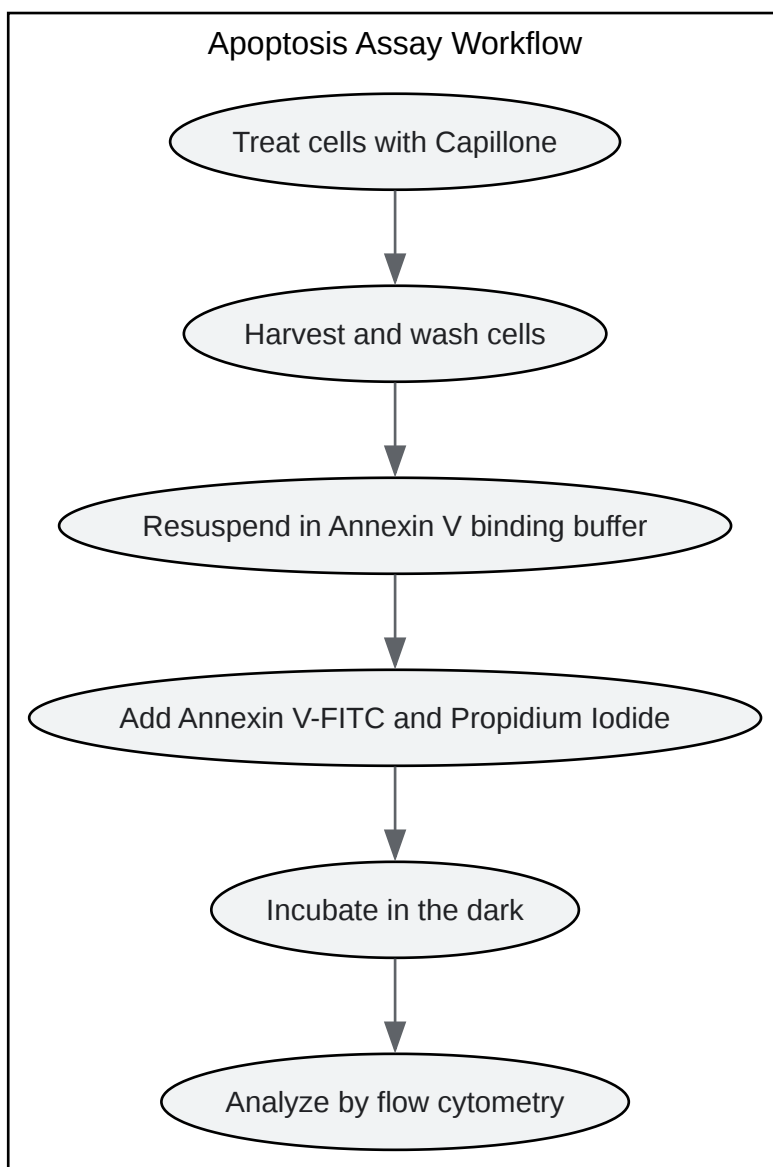 Apoptosis Assay Workflow
Treat cells with Capillone
Harvest and wash cells
Resuspend in Annexin V binding buffer
Add Annexin V-FITC and Propidium Iodide
Incubate in the dark
Analyze by flow cytometry